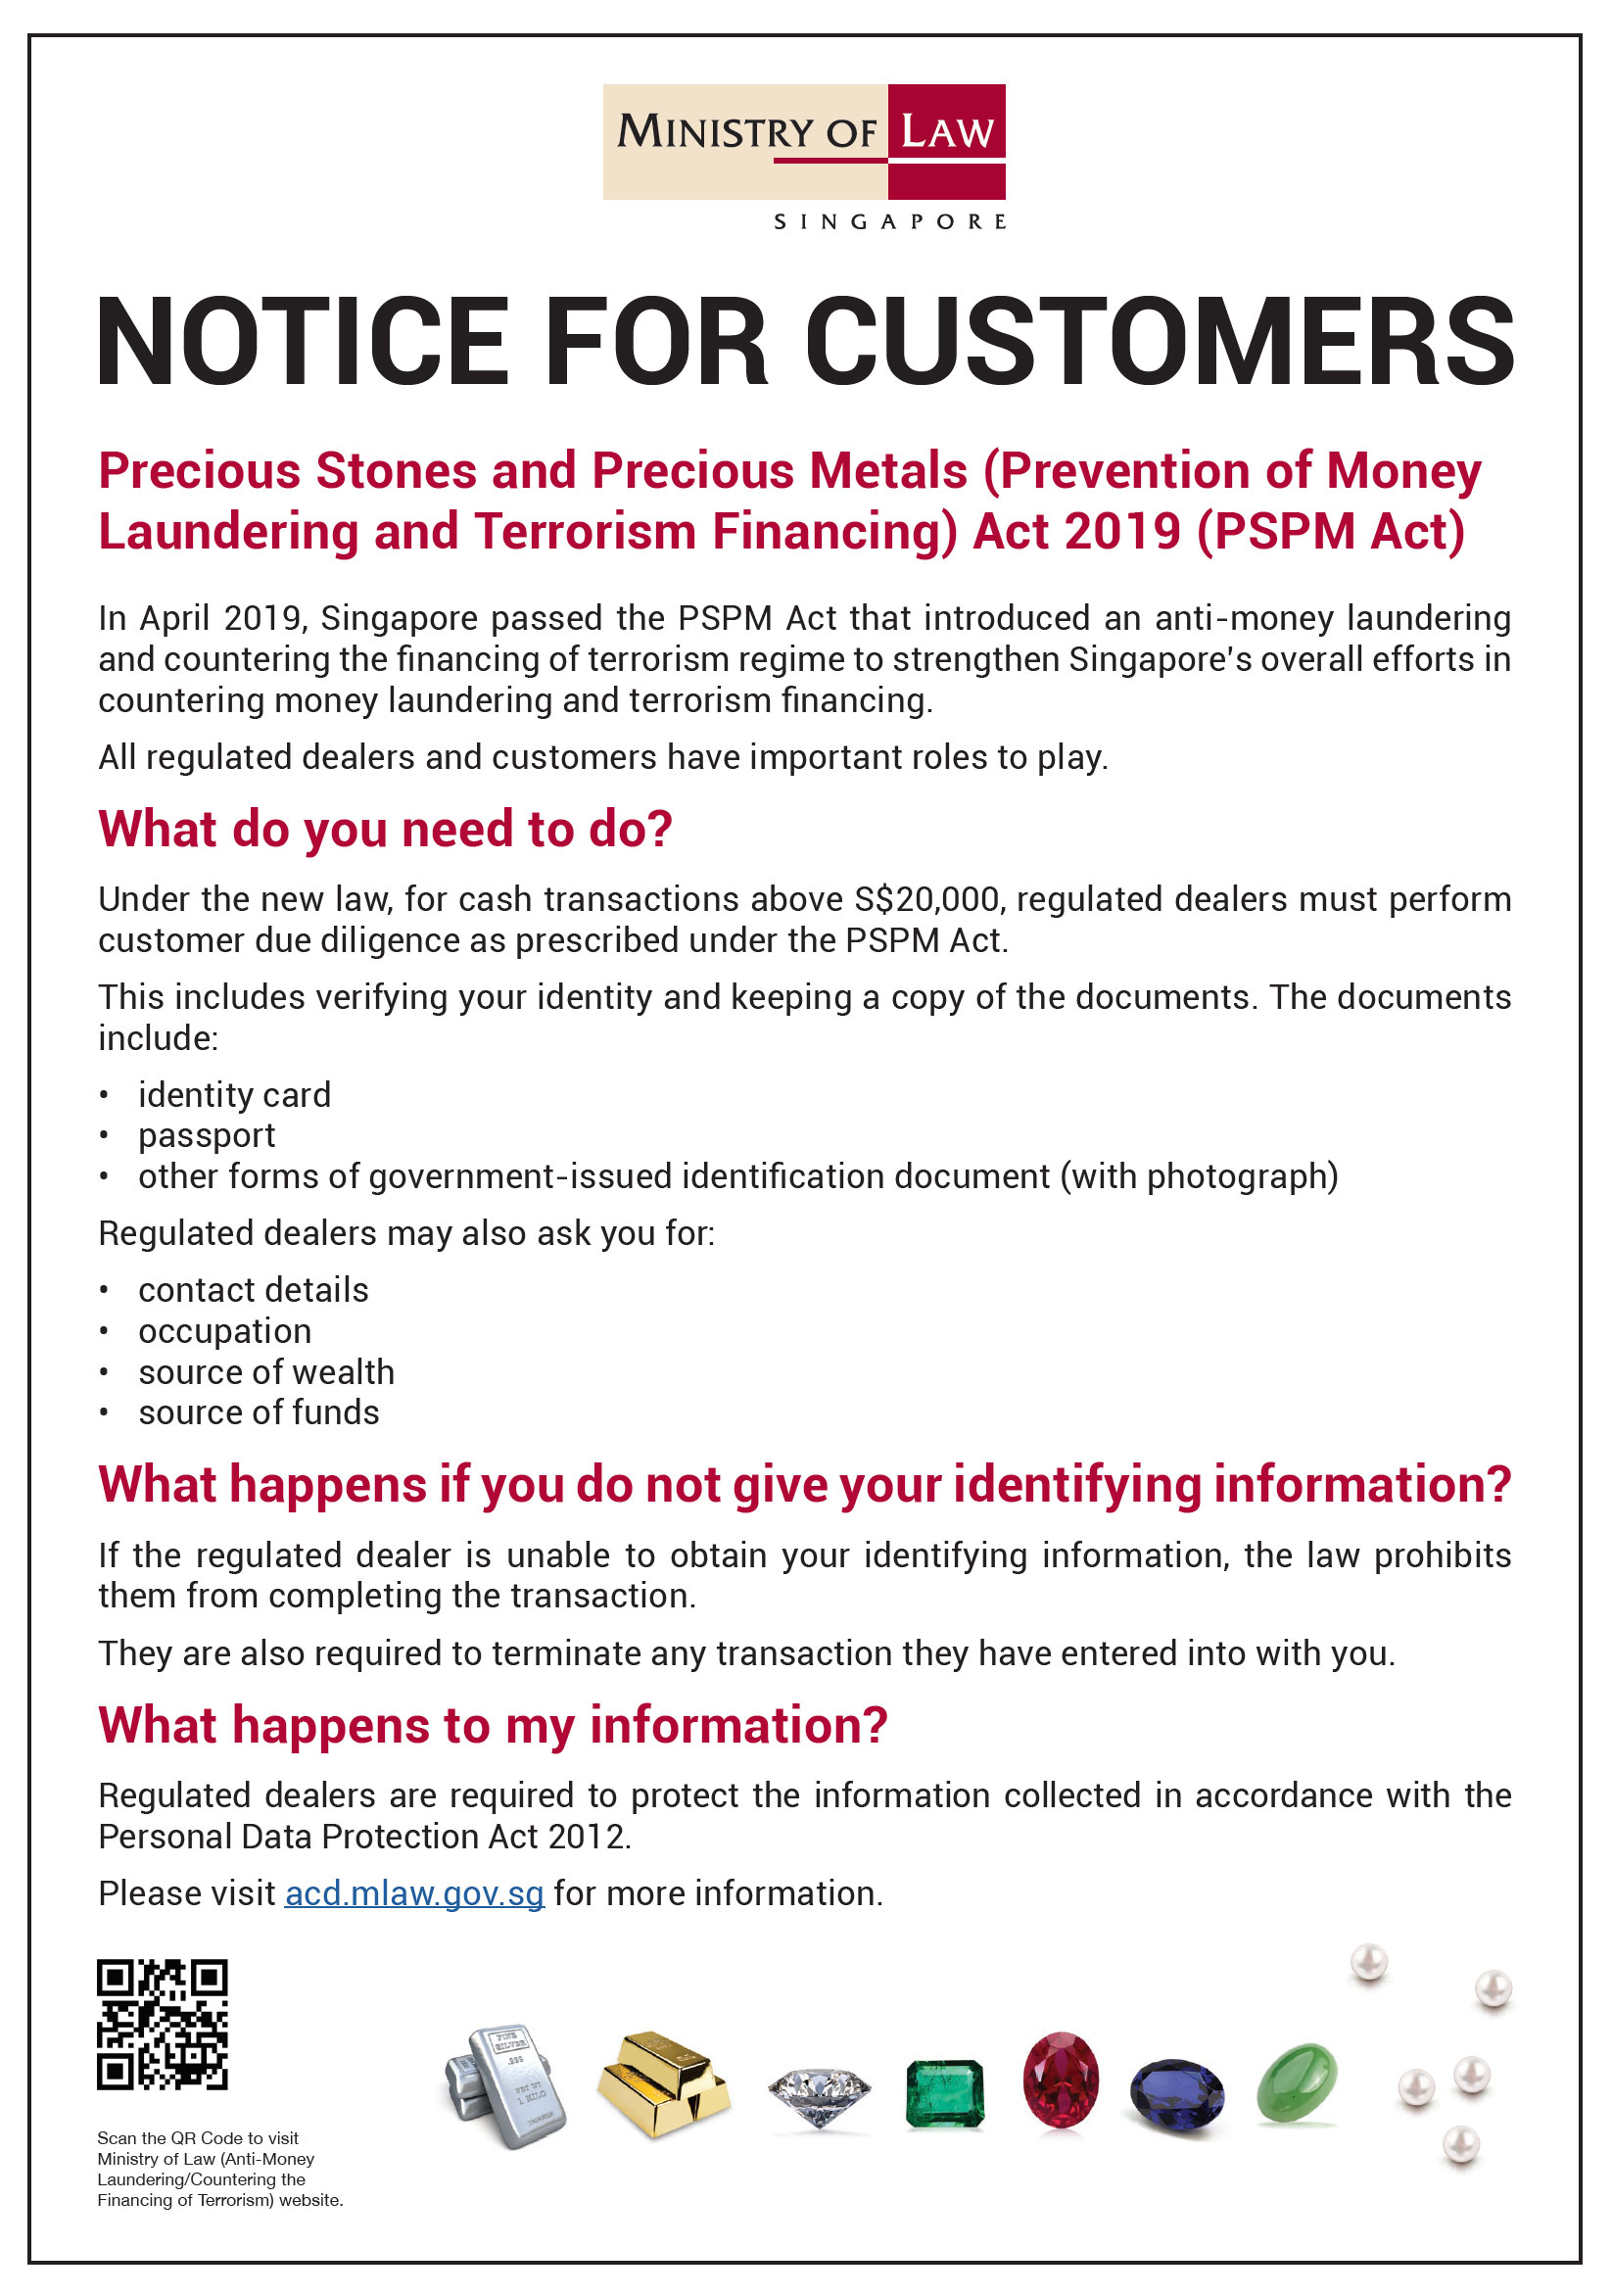 MINISTRY OF LAW
SINGAPORE
NOTICE FOR CUSTOMERS
Precious Stones and Precious Metals (Prevention of Money
Laundering and Terrorism Financing) Act 2019 (PSPM Act)
In April 2019, Singapore passed the PSPM Act that introduced an anti-money laundering
and countering the financing of terrorism regime to strengthen Singapore's overall efforts in
countering money laundering and terrorism financing.
All regulated dealers and customers have important roles to play.
What do you need to do?
Under the new law, for cash transactions above S$20,000, regulated dealers must perform
customer due diligence as prescribed under the PSPM Act.
This includes verifying your identity and keeping a copy of the documents. The documents
include:
• identity card
• passport
• other forms of government-issued identification document (with photograph)
Regulated dealers may also ask you for:
• contact details
• occupation
• source of wealth
• source of funds
What happens if you do not give your identifying information?
If the regulated dealer is unable to obtain your identifying information, the law prohibits
them from completing the transaction.
They are also required to terminate any transaction they have entered into with you.
What happens to my information?
Regulated dealers are required to protect the information collected in accordance with the
Personal Data Protection Act 2012.
Please visit acd.mlaw.gov.sg for more information.
FINE
SILVER
.999
NET WT
1 KILO
Scan the QR Code to visit
Ministry of Law (Anti-Money
Laundering/Countering the
Financing of Terrorism) website.